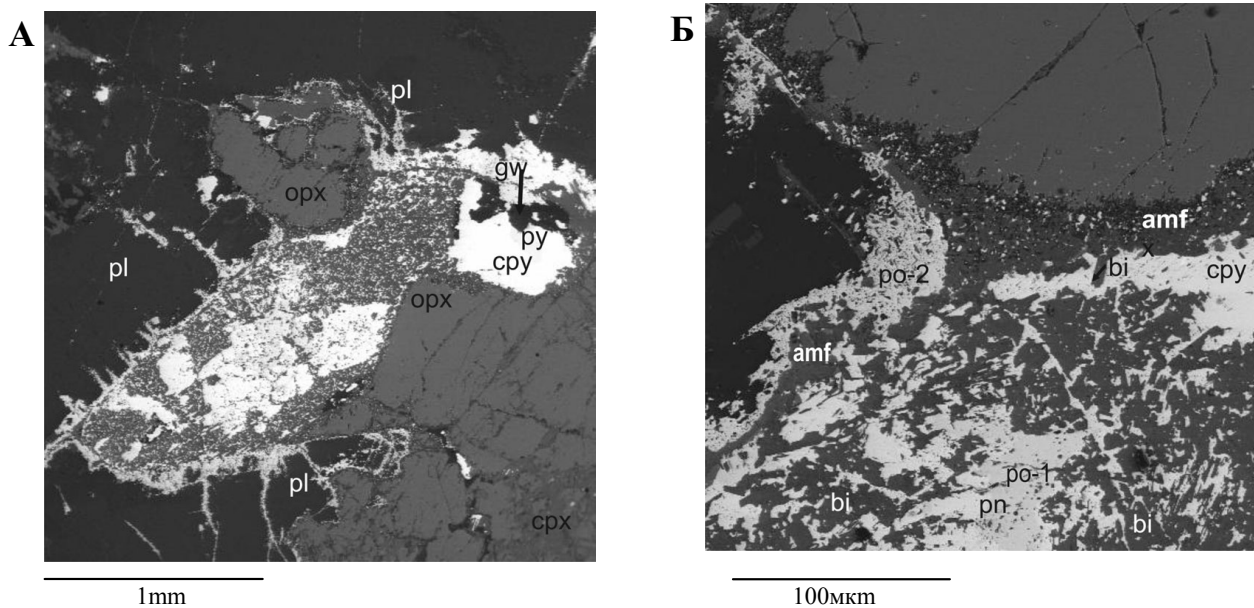 А
pl
opx
gw
py
cpy
pl
opx
pl
cpx
1mm
Б
amf
x
bi
cpy
po-2
amf
po-1
pn
bi
bi
100мкm